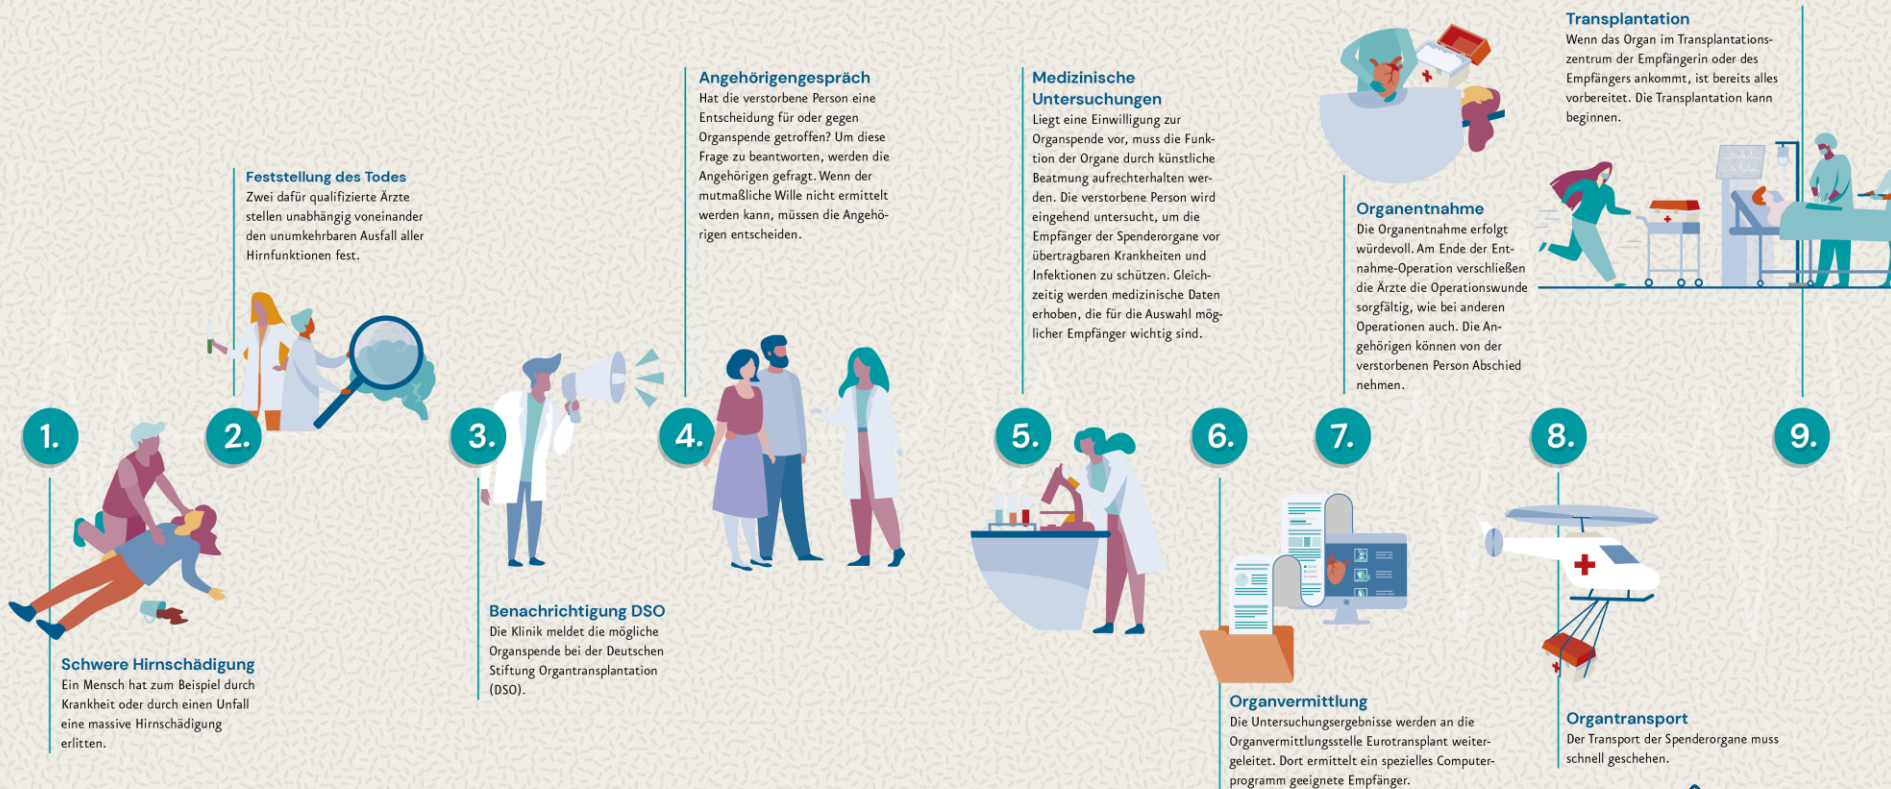 1.
Schwere Hirnschädigung
Ein Mensch hat zum Beispiel durch
Krankheit oder durch einen Unfall
eine massive Hirnschädigung
erlitten.
2.
Feststellung des Todes
Zwei dafür qualifizierte Ärzte
stellen unabhängig voneinander
den unumkehrbaren Ausfall aller
Hirnfunktionen fest.
3.
Benachrichtigung DSO
Die Klinik meldet die mögliche
Organspende bei der Deutschen
Stiftung Organtransplantation
(DSO).
4.
Angehörigengespräch
Hat die verstorbene Person eine
Entscheidung für oder gegen
Organspende getroffen? Um diese
Frage zu beantworten, werden die
Angehörigen gefragt. Wenn der
mutmaßliche Wille nicht ermittelt
werden kann, müssen die Angehö-
rigen entscheiden.
5.
Medizinische
Untersuchungen
Liegt eine Einwilligung zur
Organspende vor, muss die Funk-
tion der Organe durch künstliche
Beatmung aufrechterhalten wer-
den. Die verstorbene Person wird
eingehend untersucht, um die
Empfänger der Spenderorgane vor
übertragbaren Krankheiten und
Infektionen zu schützen. Gleich-
zeitig werden medizinische Daten
erhoben, die für die Auswahl mög-
licher Empfänger wichtig sind.
6.
Organvermittlung
Die Untersuchungsergebnisse werden an die
Organvermittlungsstelle Eurotransplant weiter-
geleitet. Dort ermittelt ein spezielles Computer-
programm geeignete Empfänger.
7.
Organentnahme
Die Organentnahme erfolgt
würdevoll. Am Ende der Ent-
nahme-Operation verschließen
die Ärzte die Operationswunde
sorgfältig, wie bei anderen
Operationen auch. Die An-
gehörigen können von der
verstorbenen Person Abschied
nehmen.
8.
Organtransport
Der Transport der Spenderorgane muss
schnell geschehen.
9.
Transplantation
Wenn das Organ im Transplantations-
zentrum der Empfängerin oder des
Empfängers ankommt, ist bereits alles
vorbereitet. Die Transplantation kann
beginnen.